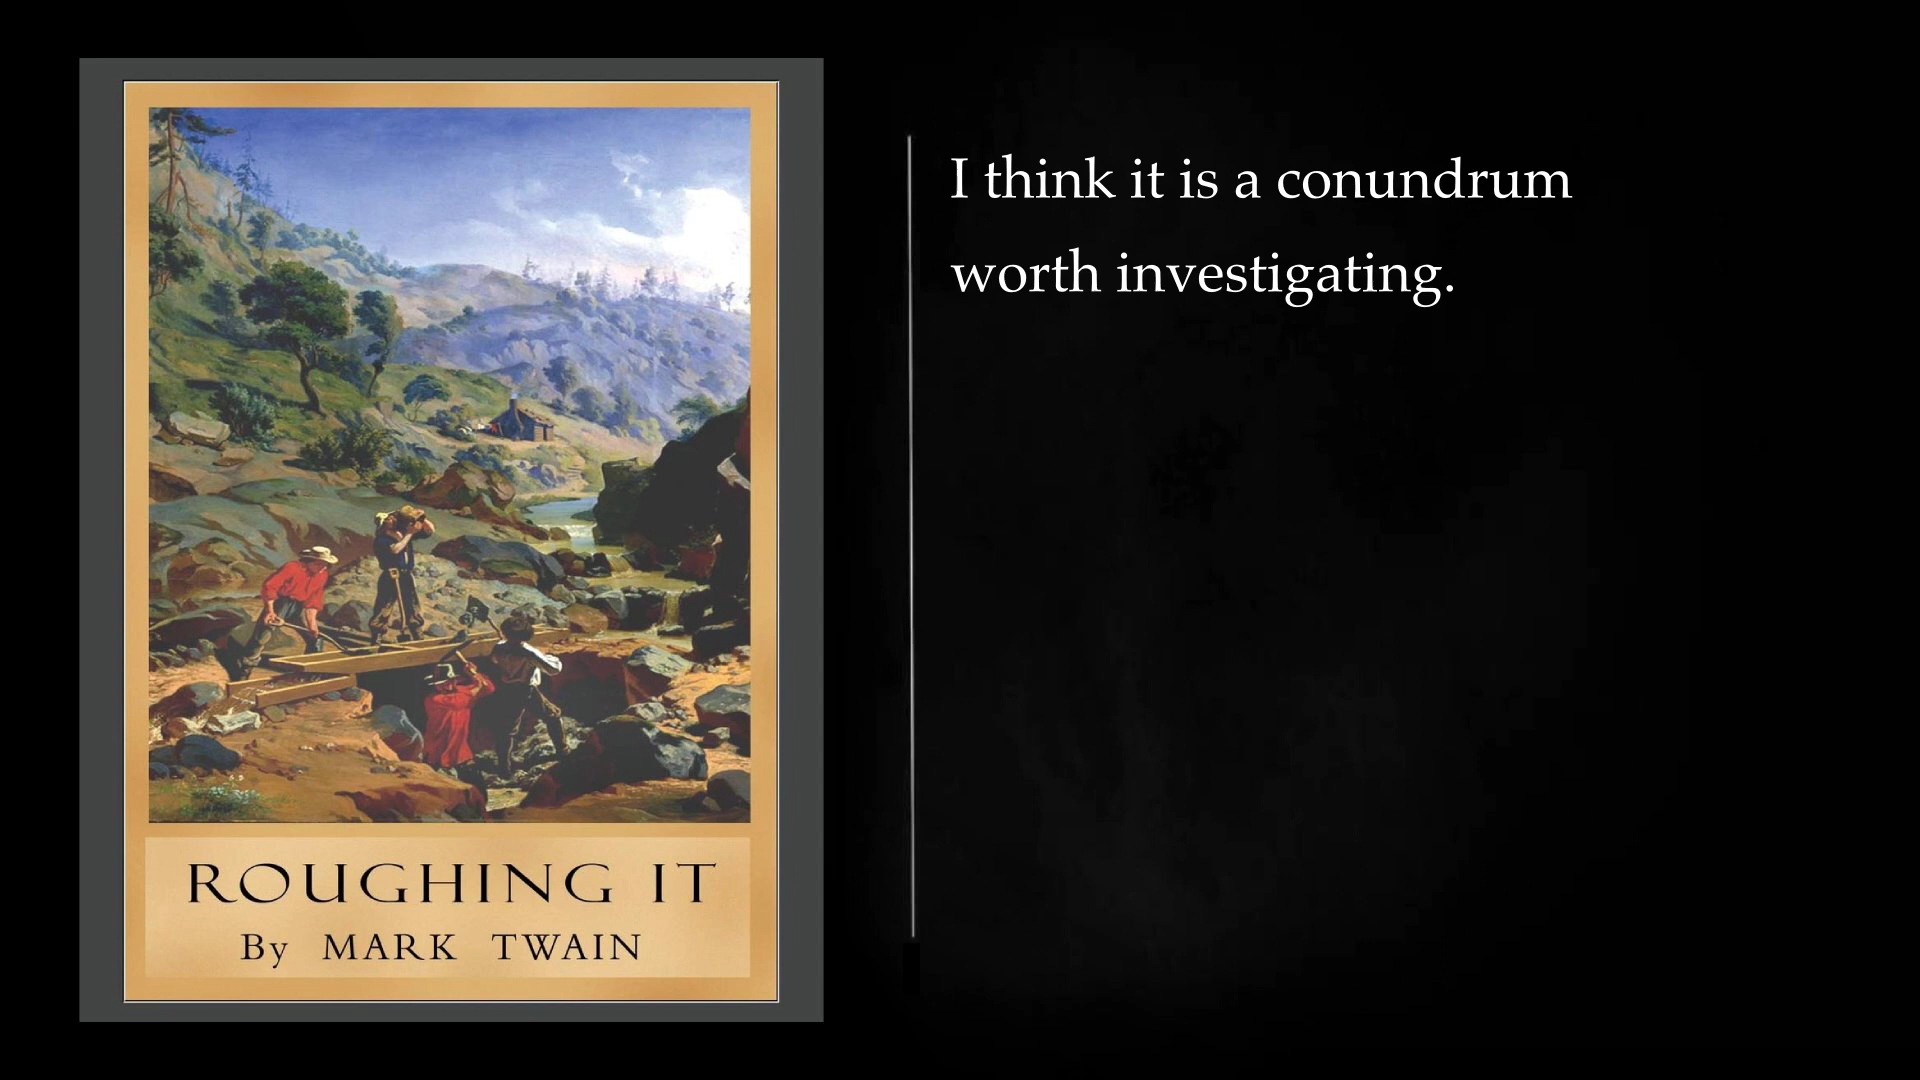 I think it is a conundrum
worth investigating.
ROUGHING IT
By MARK TWAIN